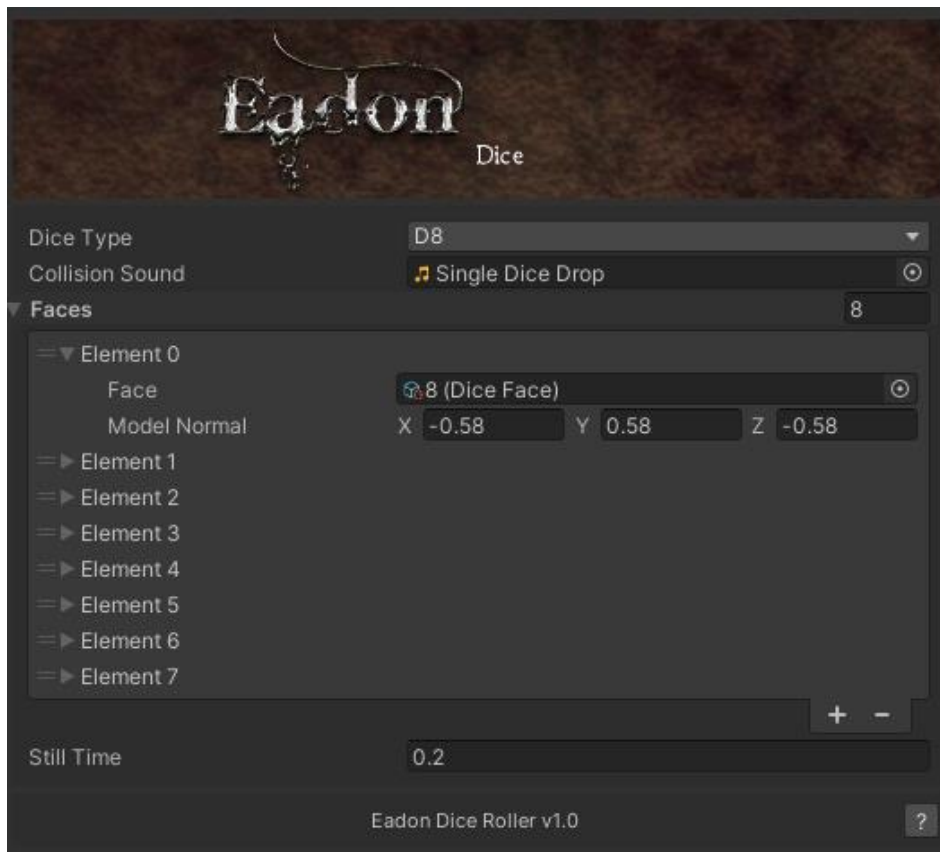 Eadon
Dice
Dice Type D8
Collision Sound Single Dice Drop
Faces 8
Element 0
Face 8 (Dice Face)
Model Normal X -0.58 Y 0.58 Z -0.58
Element 1
Element 2
Element 3
Element 4
Element 5
Element 6
Element 7
+ -
Still Time 0.2
Eadon Dice Roller v1.0 ?